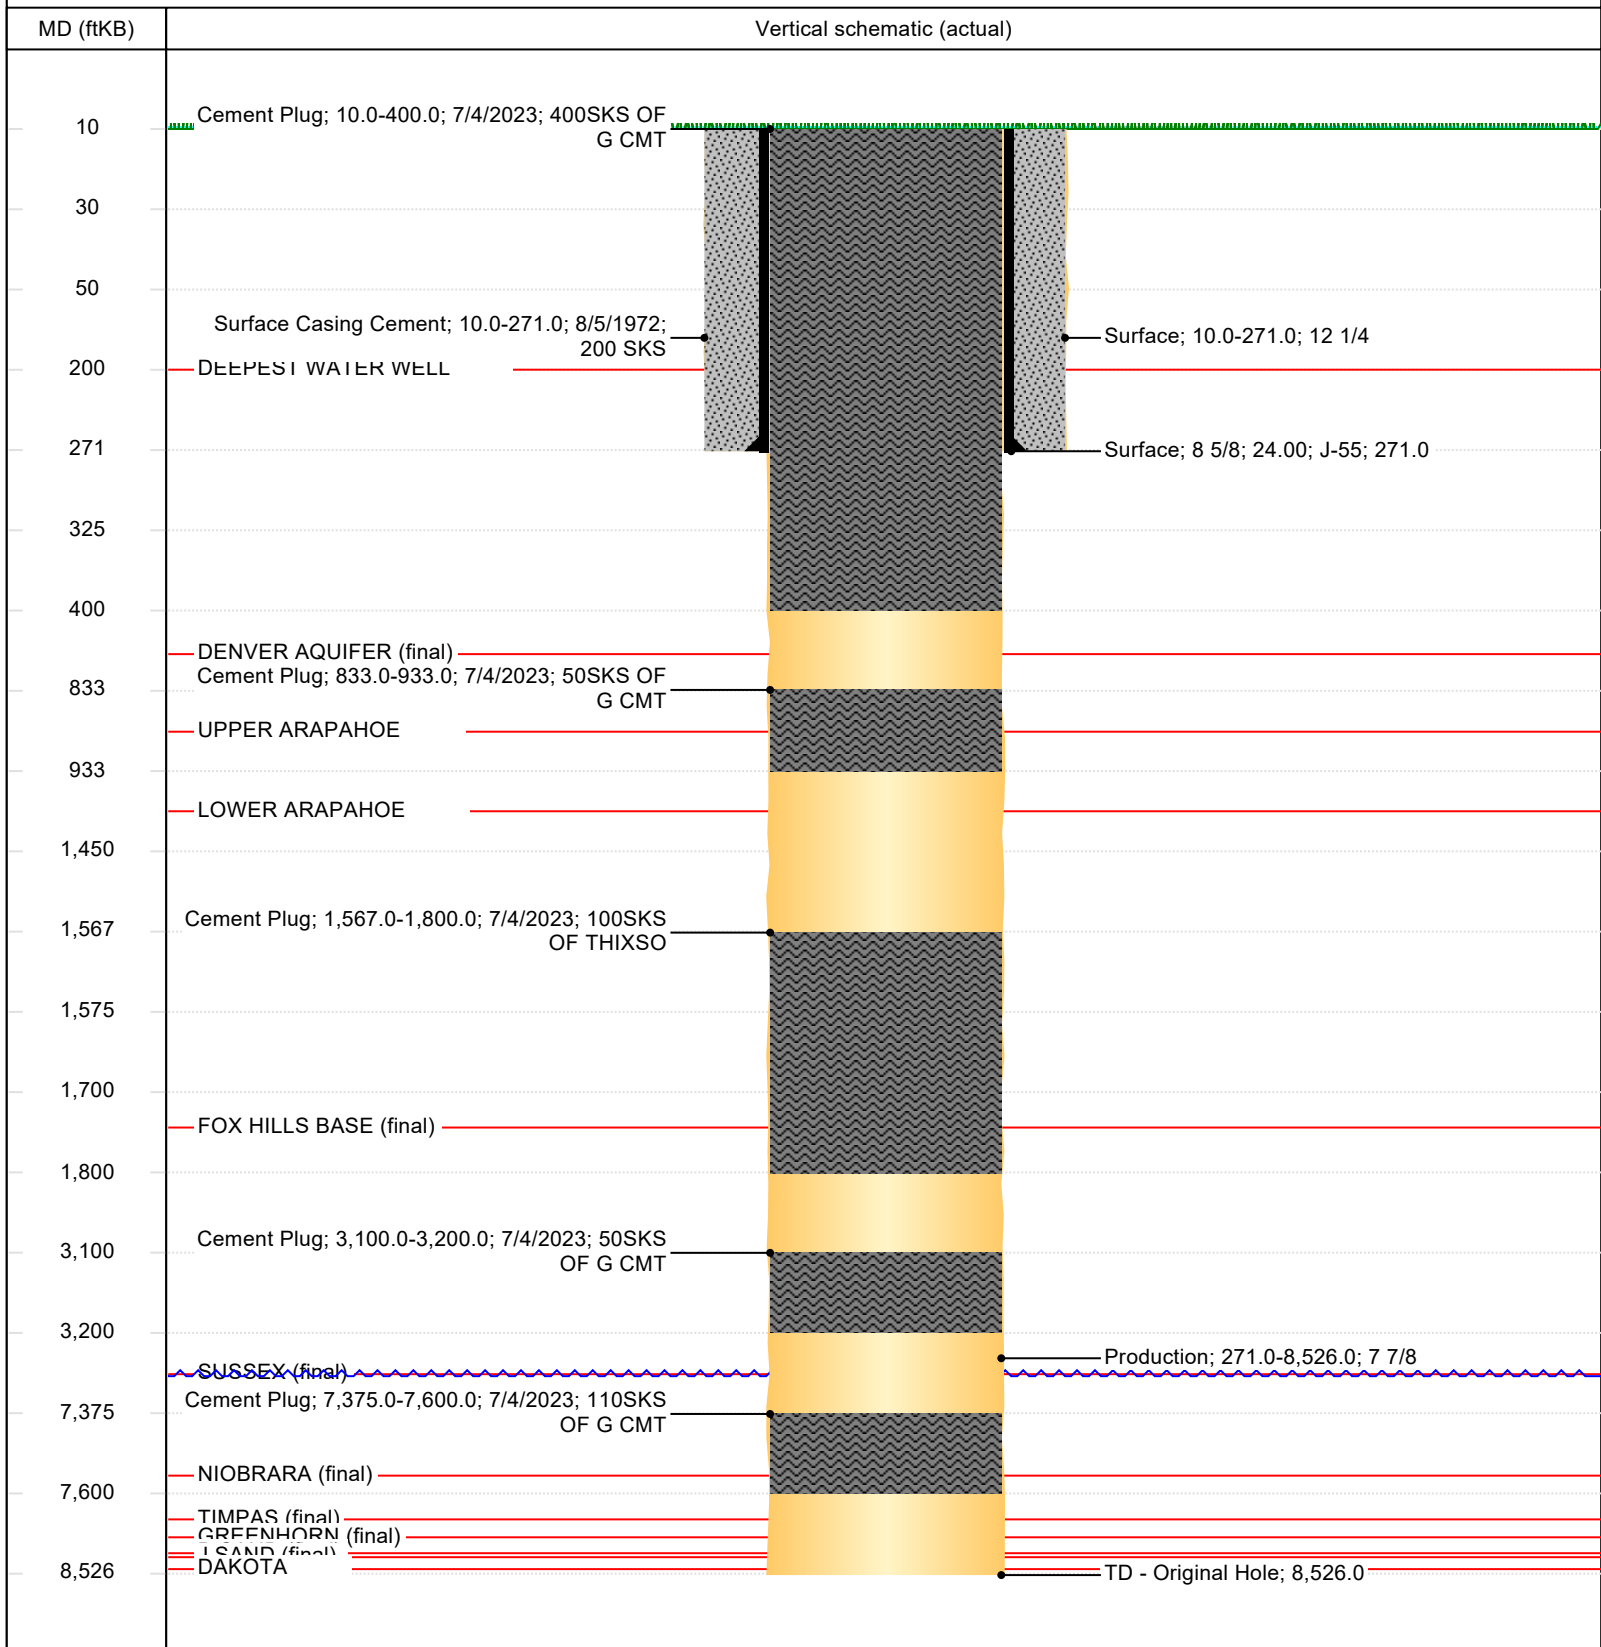 MD (ftKB)
Vertical schematic (actual)
Cement Plug; 10.0-400.0; 7/4/2023; 400SKS OF
G CMT
10
30
50
Surface Casing Cement; 10.0-271.0; 8/5/1972;
200 SKS
Surface; 10.0-271.0; 12 1/4
200
DEEPEST WATER WELL
271
Surface; 8 5/8; 24.00; J-55; 271.0
325
400
DENVER AQUIFER (final)
Cement Plug; 833.0-933.0; 7/4/2023; 50SKS OF
G CMT
833
UPPER ARAPAHOE
933
LOWER ARAPAHOE
1,450
Cement Plug; 1,567.0-1,800.0; 7/4/2023; 100SKS
OF THIXSO
1,567
1,575
1,700
FOX HILLS BASE (final)
1,800
Cement Plug; 3,100.0-3,200.0; 7/4/2023; 50SKS
OF G CMT
3,100
3,200
Production; 271.0-8,526.0; 7 7/8
SUSSEX (final)
Cement Plug; 7,375.0-7,600.0; 7/4/2023; 110SKS
OF G CMT
7,375
NIOBRARA (final)
7,600
TIMPAS (final)
GREENHORN (final)
J SAND (final)
DAKOTA
8,526
TD - Original Hole; 8,526.0